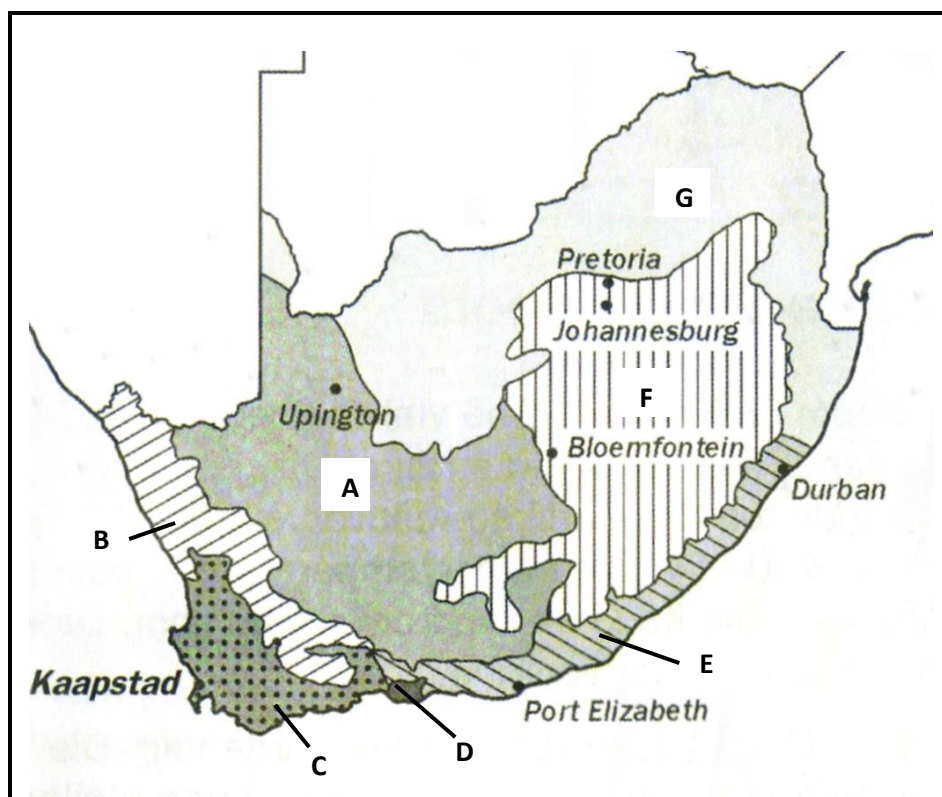 G
Pretoria
Johannesburg
F
Upington
Bloemfontein
A
Durban
B
E
Kaapstad
Port Elizabeth
D
C